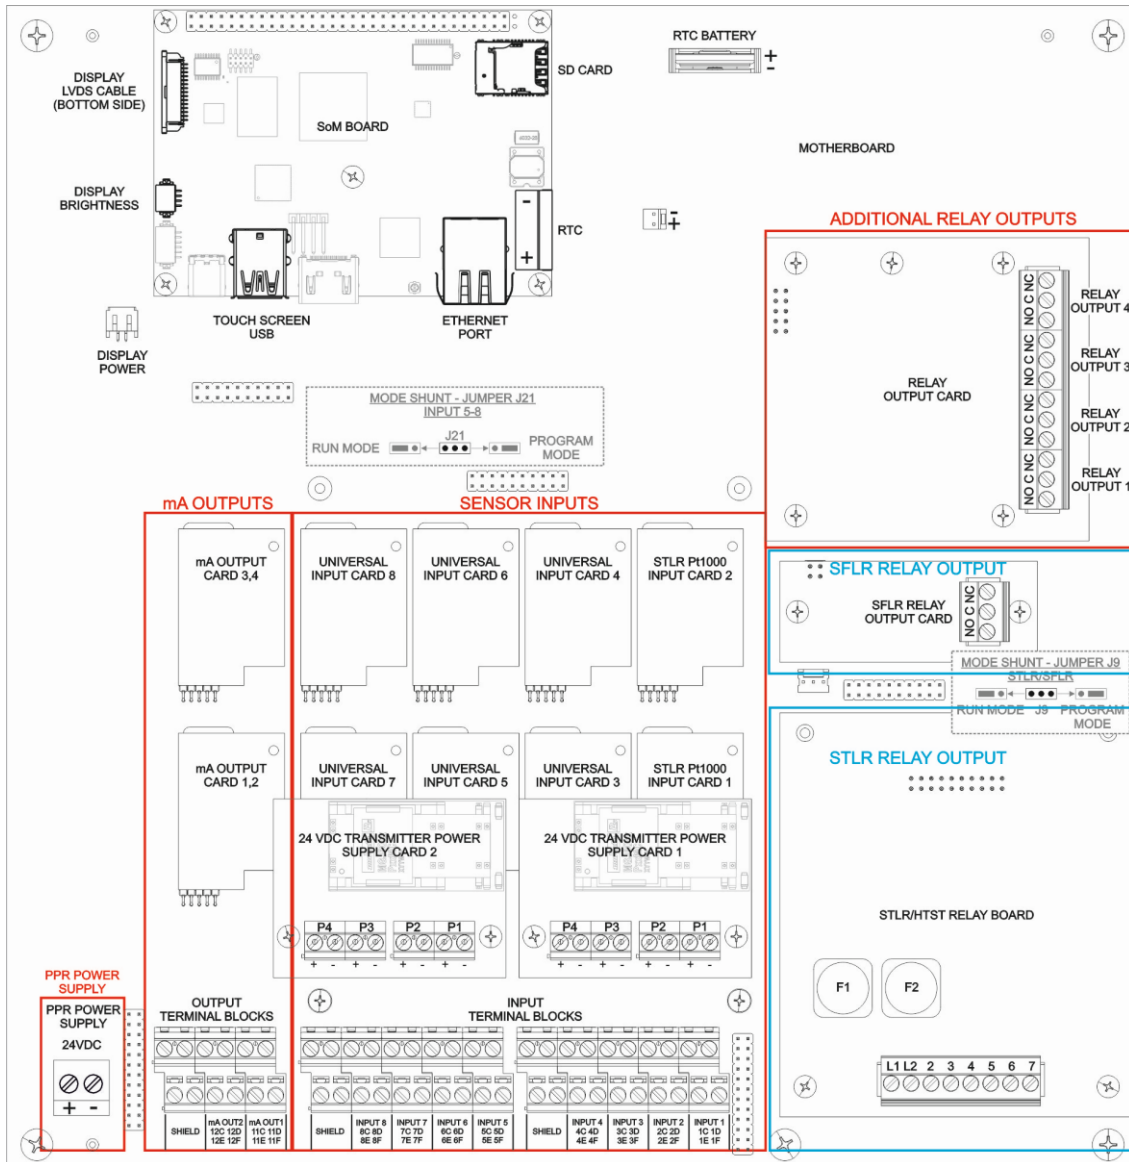 RTC BATTERY
+
-
DISPLAY
LVDS CABLE
(BOTTOM SIDE)
SD CARD
SoM BOARD
MOTHERBOARD
DISPLAY
BRIGHTNESS
-
+
RTC
-
+
ADDITIONAL RELAY OUTPUTS
TOUCH SCREEN
USB
ETHERNET
PORT
DISPLAY
POWER
RELAY
OUTPUT CARD
NO C NC
RELAY
OUTPUT 4
NO C NC
RELAY
OUTPUT 3
NO C NC
RELAY
OUTPUT 2
NO C NC
RELAY
OUTPUT 1
MODE SHUNT - JUMPER J21
INPUT 5-8
J21
RUN MODE
PROGRAM
MODE
mA OUTPUTS
SENSOR INPUTS
mA OUTPUT
CARD 3,4
UNIVERSAL
INPUT CARD 8
UNIVERSAL
INPUT CARD 6
UNIVERSAL
INPUT CARD 4
STLR Pt1000
INPUT CARD 2
SFLR RELAY OUTPUT
SFLR RELAY
OUTPUT CARD
NO C NC
MODE SHUNT - JUMPER J9
STLR/SFLR
RUN MODE
J9
PROGRAM
MODE
mA OUTPUT
CARD 1,2
UNIVERSAL
INPUT CARD 7
UNIVERSAL
INPUT CARD 5
UNIVERSAL
INPUT CARD 3
STLR Pt1000
INPUT CARD 1
STLR RELAY OUTPUT
24 VDC TRANSMITTER POWER
SUPPLY CARD 2
24 VDC TRANSMITTER POWER
SUPPLY CARD 1
P4 P3 P2 P1
+ - + - + - + -
P4 P3 P2 P1
+ - + - + - + -
STLR/HTST RELAY BOARD
F1 F2
L1 L2 2 3 4 5 6 7
PPR POWER
SUPPLY
PPR POWER
SUPPLY
24VDC
+ -
OUTPUT
TERMINAL BLOCKS
INPUT
TERMINAL BLOCKS
SHIELD
mA OUT2
12C 12D
12E 12F
mA OUT1
11C 11D
11E 11F
SHIELD
INPUT 8
8C 8D
8E 8F
INPUT 7
7C 7D
7E 7F
INPUT 6
6C 6D
6E 6F
INPUT 5
5C 5D
5E 5F
SHIELD
INPUT 4
4C 4D
4E 4F
INPUT 3
3C 3D
3E 3F
INPUT 2
2C 2D
2E 2F
INPUT 1
1C 1D
1E 1F